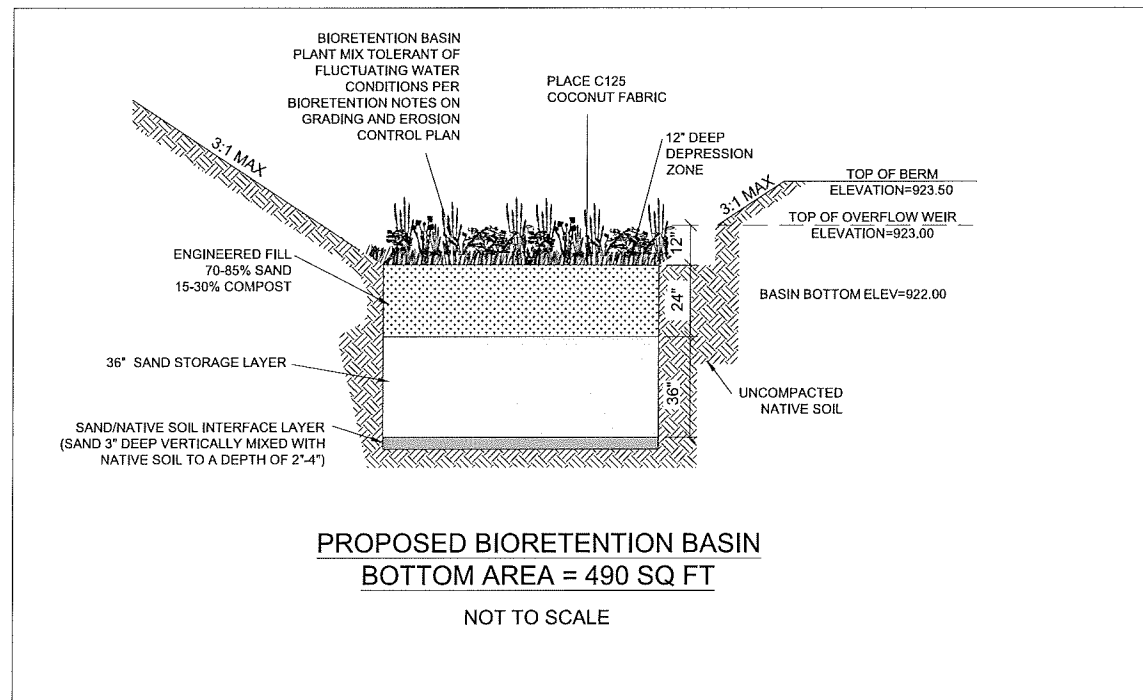 BIORETENTION BASIN
PLANT MIX TOLERANT OF
FLUCTUATING WATER
CONDITIONS PER
BIORETENTION NOTES ON
GRADING AND EROSION
CONTROL PLAN
PLACE C125
COCONUT FABRIC
12" DEEP
DEPRESSION
ZONE
3:1 MAX
3:1 MAX
TOP OF BERM
ELEVATION=923.50
TOP OF OVERFLOW WEIR
ELEVATION=923.00
12"
ENGINEERED FILL
70-85% SAND
15-30% COMPOST
24"
BASIN BOTTOM ELEV=922.00
36" SAND STORAGE LAYER
36"
UNCOMPACTED
NATIVE SOIL
SAND/NATIVE SOIL INTERFACE LAYER
(SAND 3" DEEP VERTICALLY MIXED WITH
NATIVE SOIL TO A DEPTH OF 2"-4")
PROPOSED BIORETENTION BASIN
BOTTOM AREA = 490 SQ FT
NOT TO SCALE